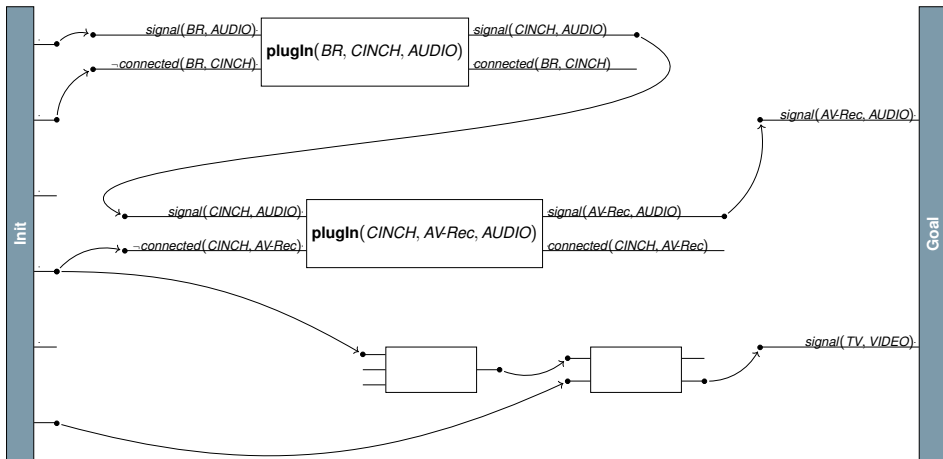 signal(BR, AUDIO)
plugIn(BR, CINCH, AUDIO)
signal(CINCH, AUDIO)
¬connected(BR, CINCH)
connected(BR, CINCH)
signal(AV-Rec, AUDIO)
signal(CINCH, AUDIO)
plugIn(CINCH, AV-Rec, AUDIO)
signal(AV-Rec, AUDIO)
¬connected(CINCH, AV-Rec)
connected(CINCH, AV-Rec)
Init
Goal
signal(TV, VIDEO)